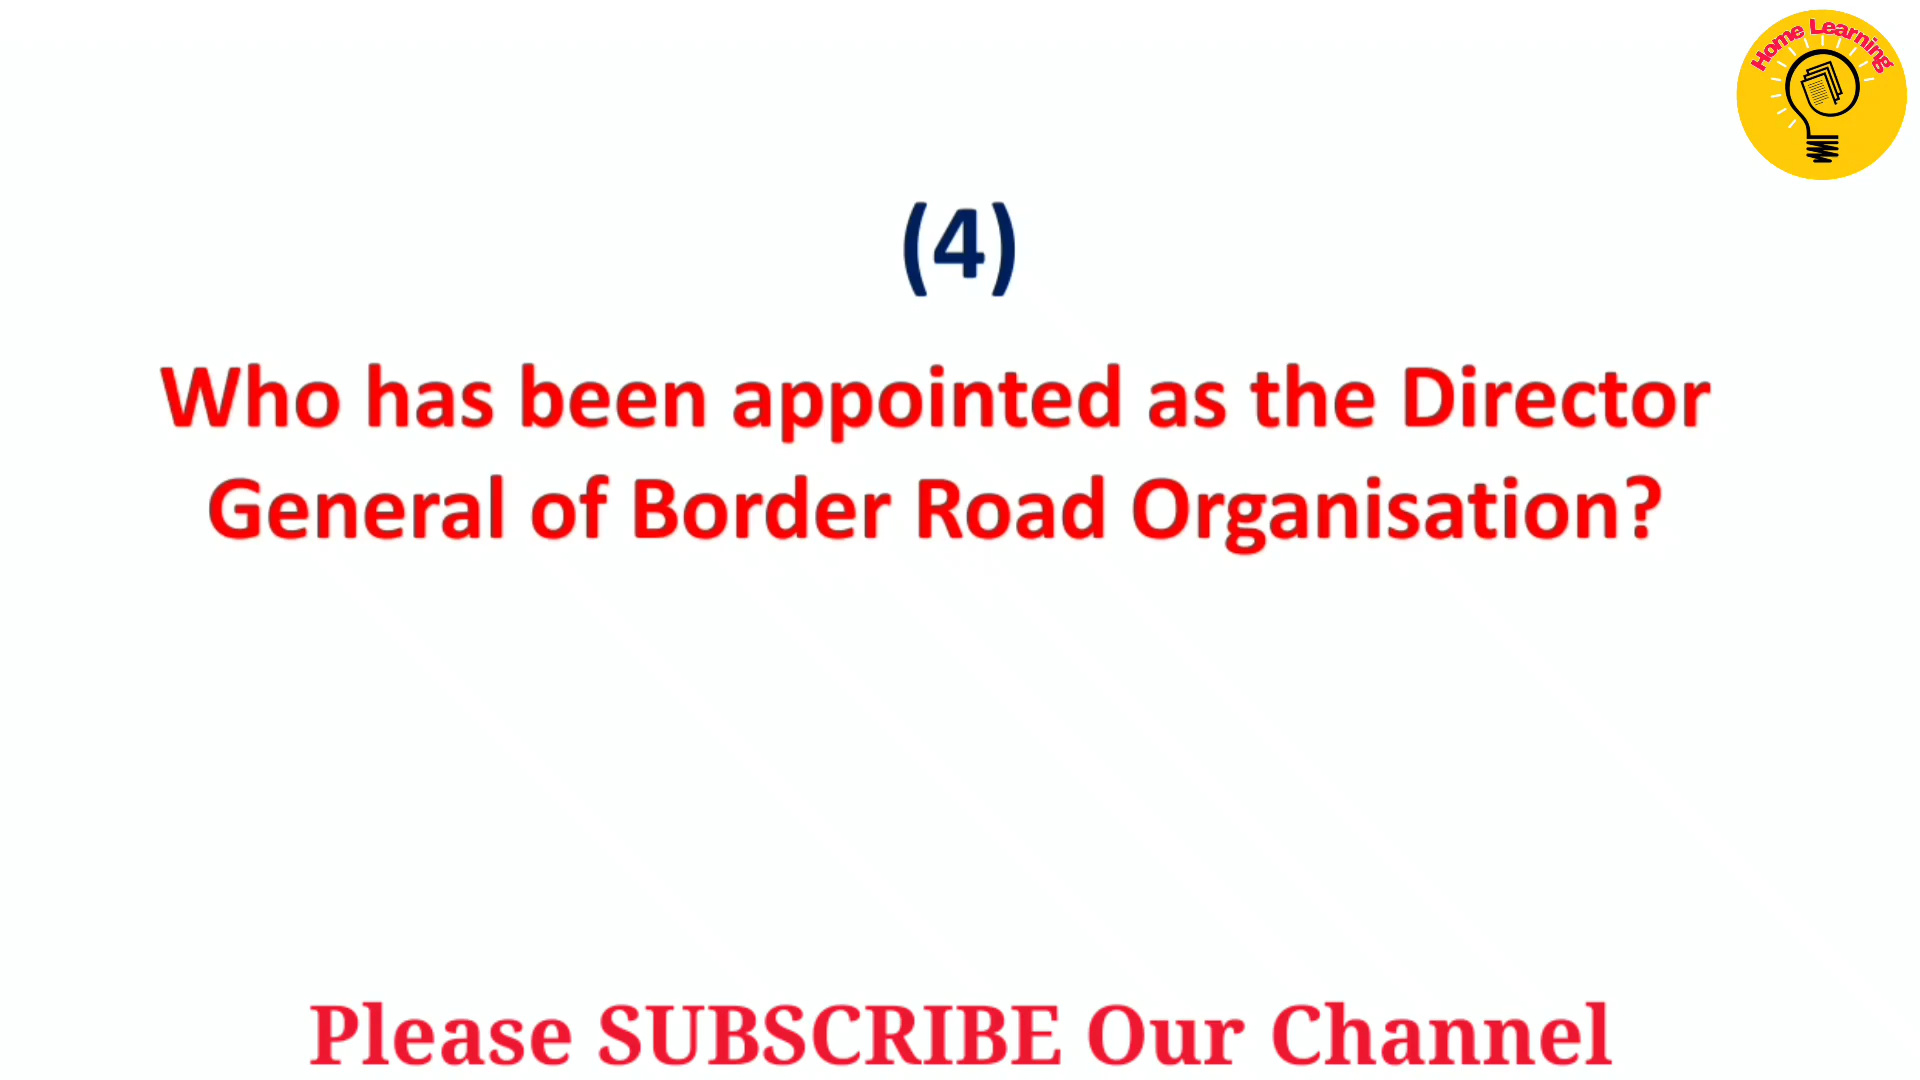 Home Learning
(4)
Who has been appointed as the Director
General of Border Road Organisation?
Please SUBSCRIBE Our Channel